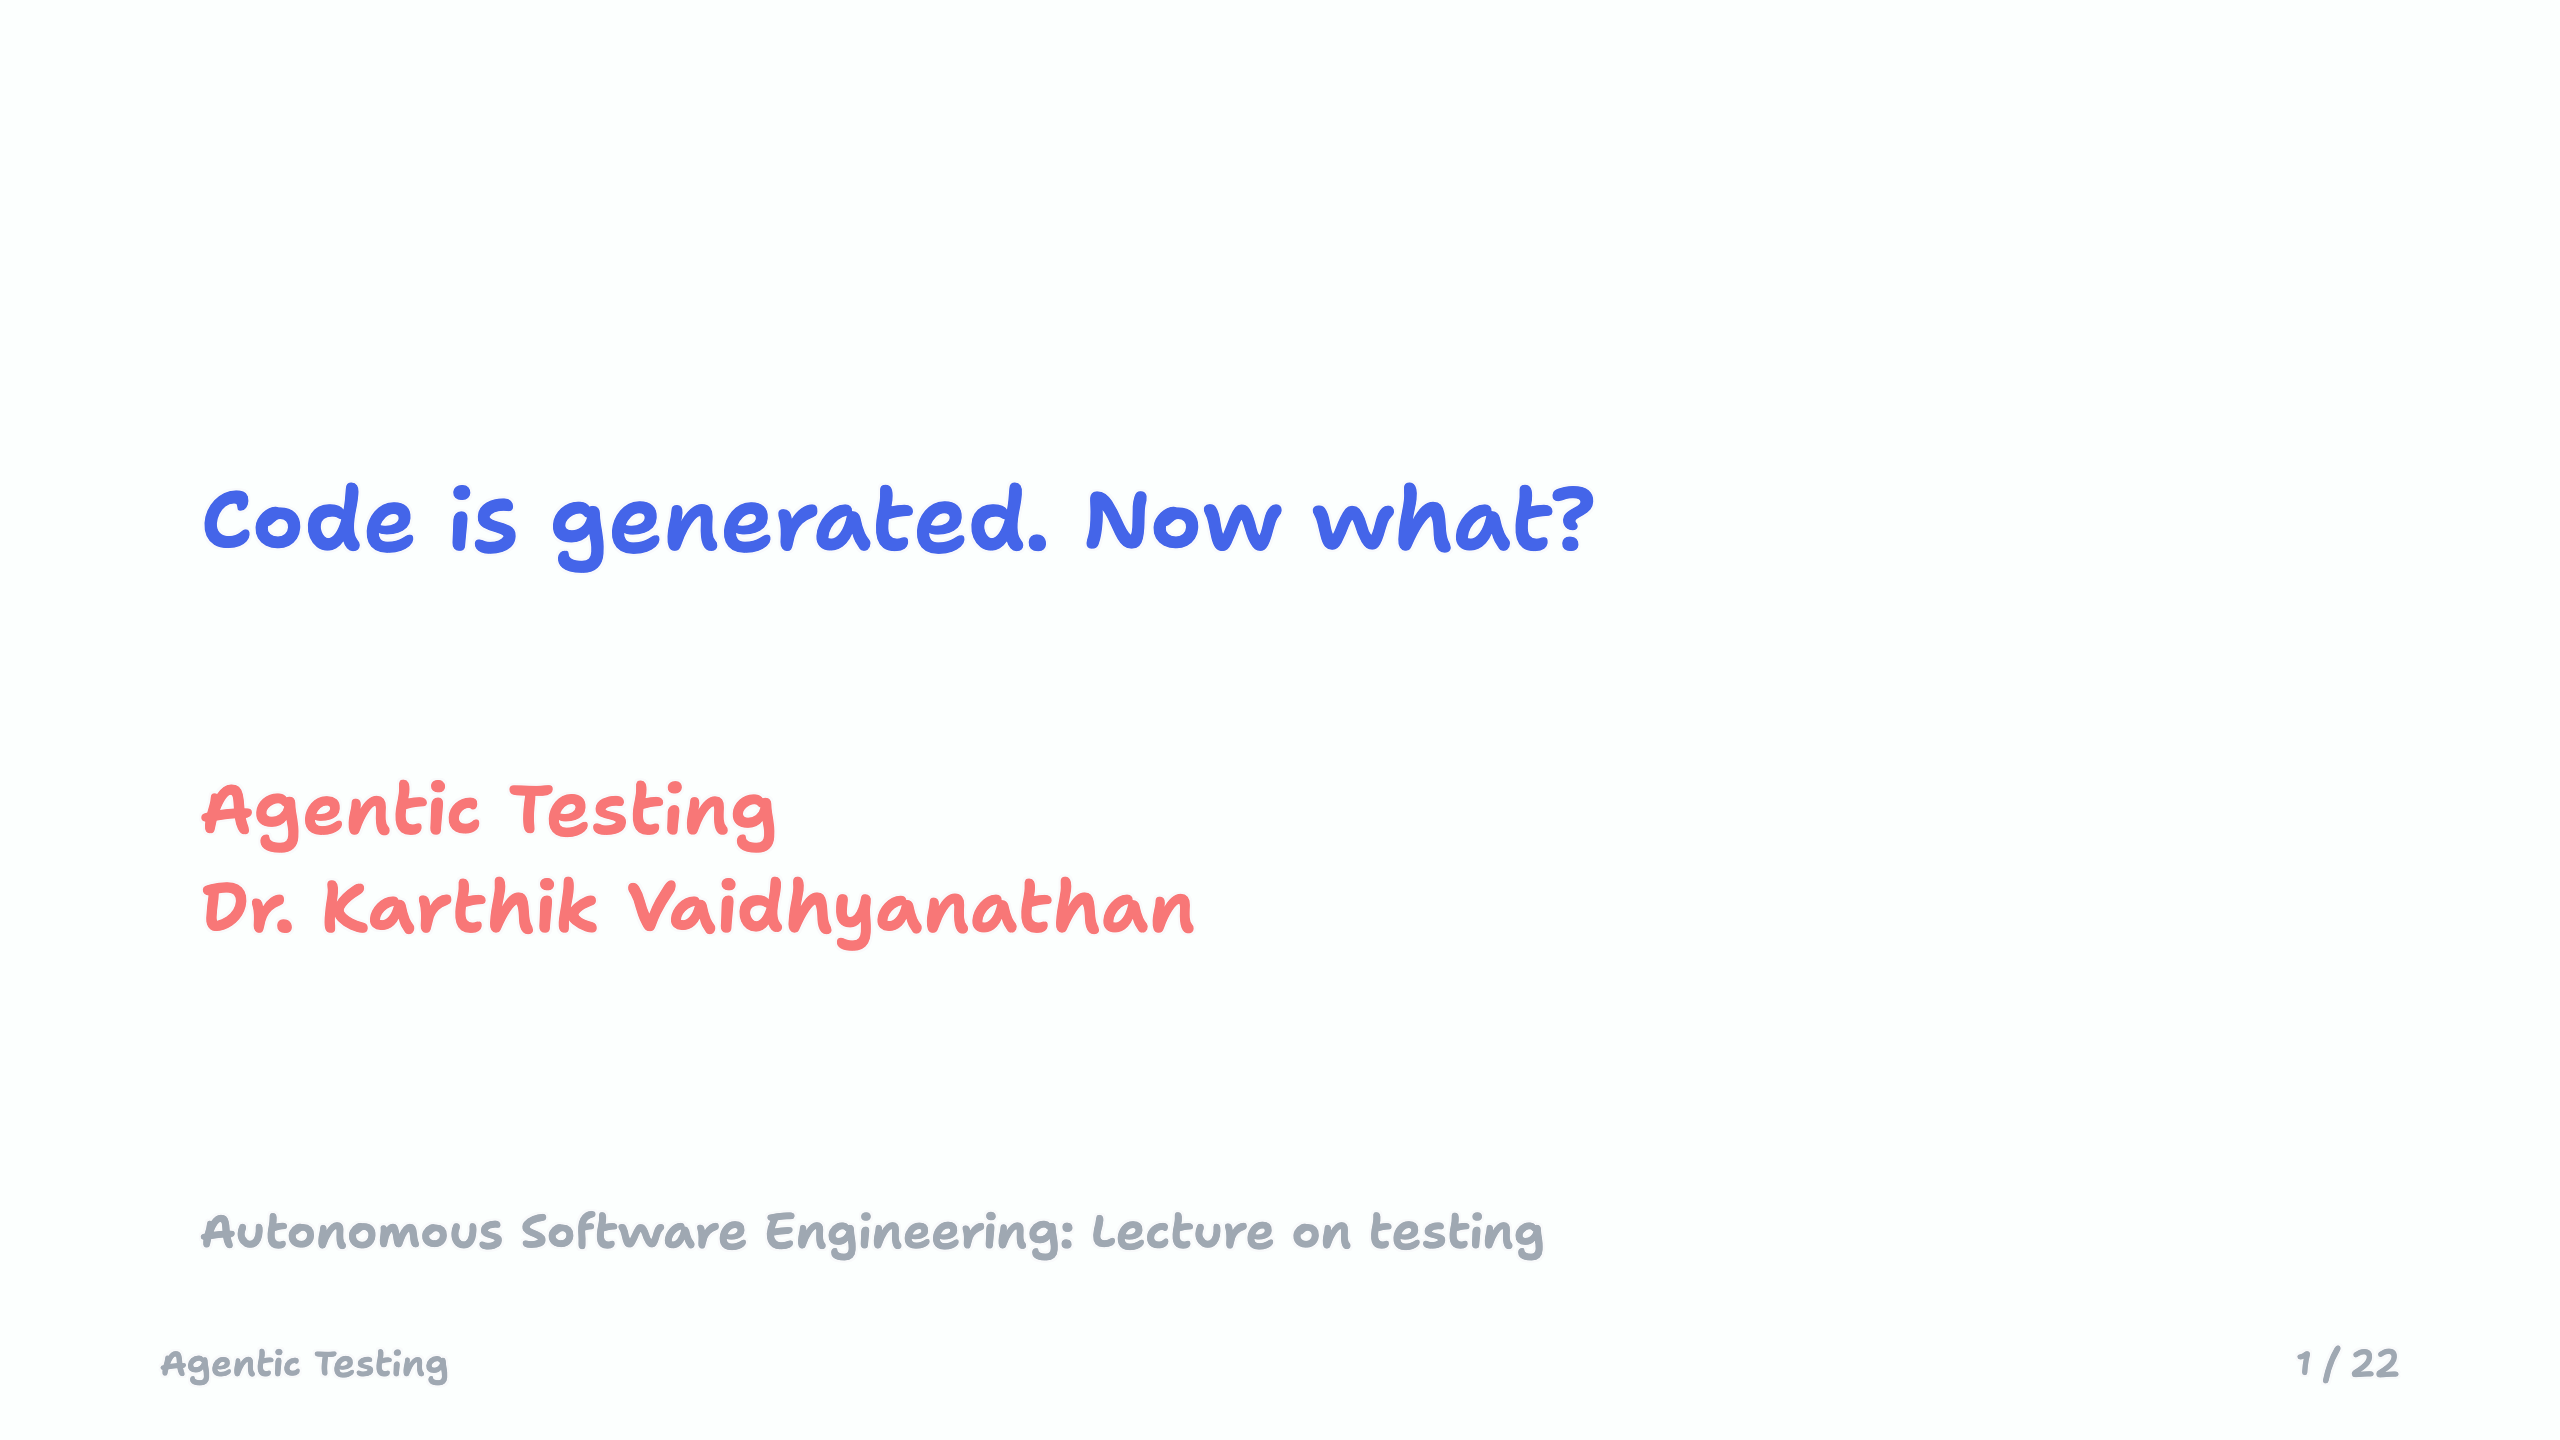 Code is generated. Now what?
Agentic Testing
Dr. Karthik Vaidhyanathan
Autonomous Software Engineering: Lecture on testing
Agentic Testing
1 / 22